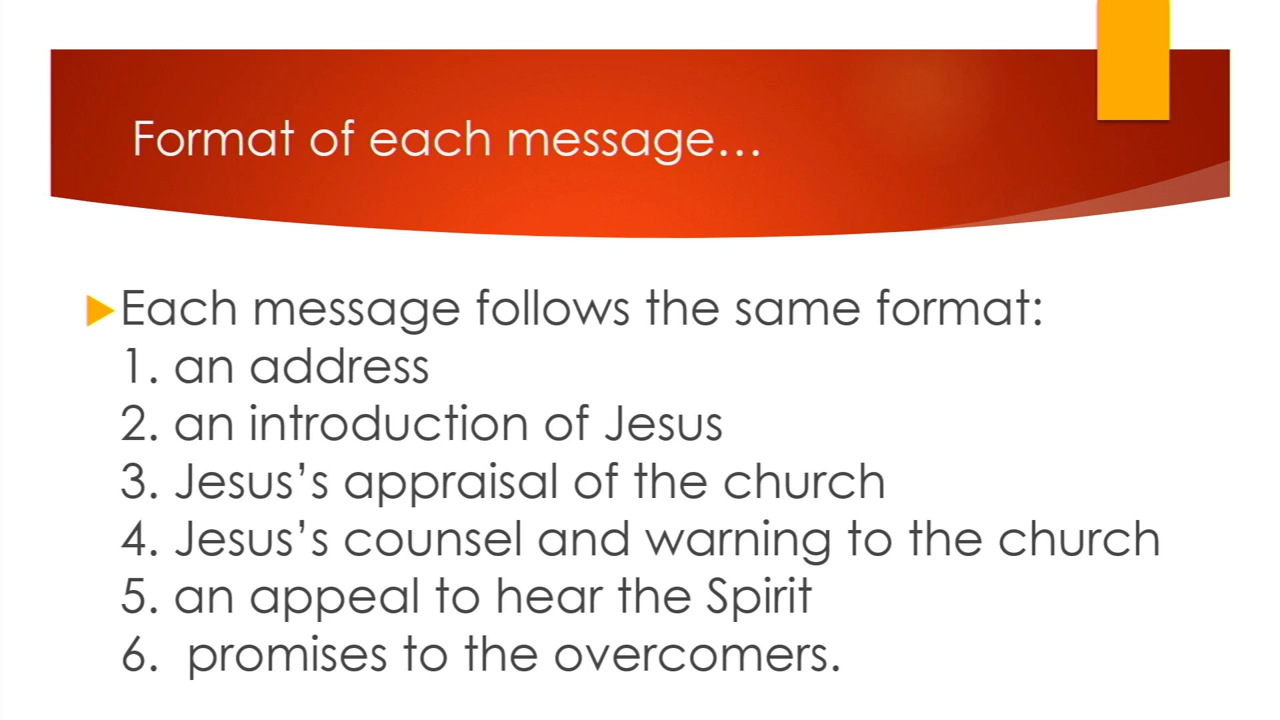 Format of each message…
Each message follows the same format:
1. an address
2. an introduction of Jesus
3. Jesus’s appraisal of the church
4. Jesus’s counsel and warning to the church
5. an appeal to hear the Spirit
6.  promises to the overcomers.